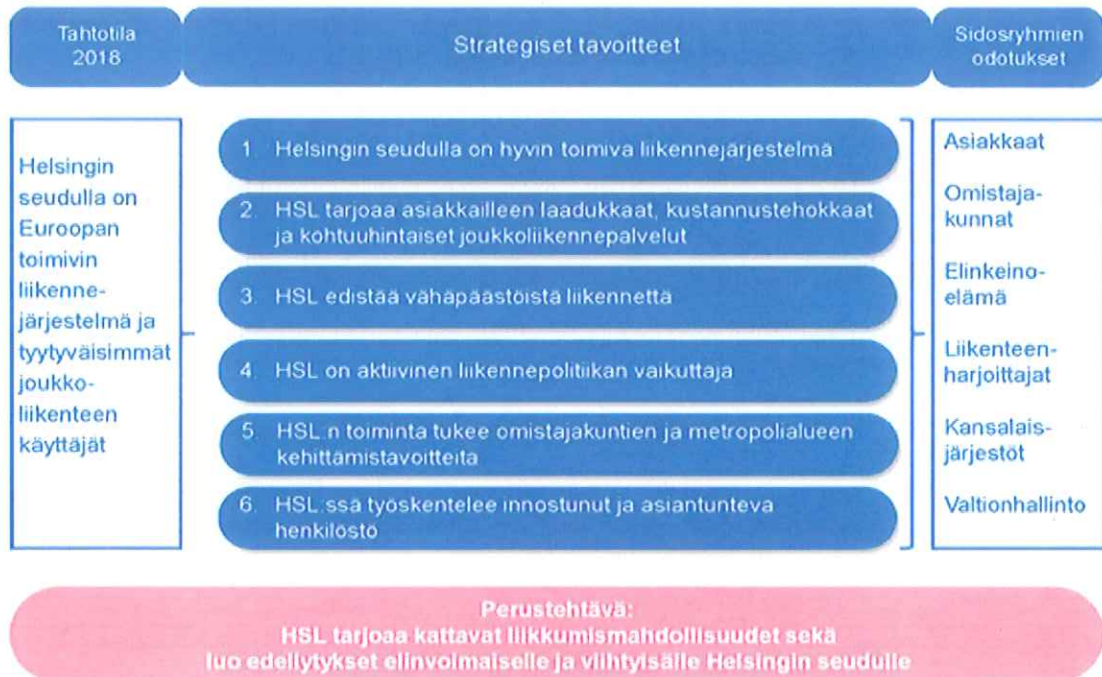 Tahtotila
2018
Strategiset tavoitteet
Sidosryhmien
odotukset
Helsingin
seudulla on
Euroopan
toimivin
liikenne-
järjestelmä ja
tyytyväisimmät
joukko-
liikenteen
käyttäjät
1. Helsingin seudulla on hyvin toimiva liikennejärjestelmä
2. HSL tarjoaa asiakkailleen laadukkaat, kustannustehokkaat
ja kohtuuhintaiset joukkoliikennepalvelut
3. HSL edistää vähäpäästöistä liikennettä
4. HSL on aktiivinen liikennepolitiikan vaikuttaja
5. HSL:n toiminta tukee omistajakuntien ja metropolialueen
kehittämistavoitteita
6. HSL:ssä työskentelee innostunut ja asiantunteva
henkilöstö
Asiakkaat
Omistaja-
kunnat
Elinkeino-
elämä
Liikenteen-
harjoittajat
Kansalais-
järjestöt
Valtionhallinto
Perustehtävä:
HSL tarjoaa kattavat liikkumismahdollisuudet sekä
luo edellytykset elinvoimaiselle ja viihtyisälle Helsingin seudulle